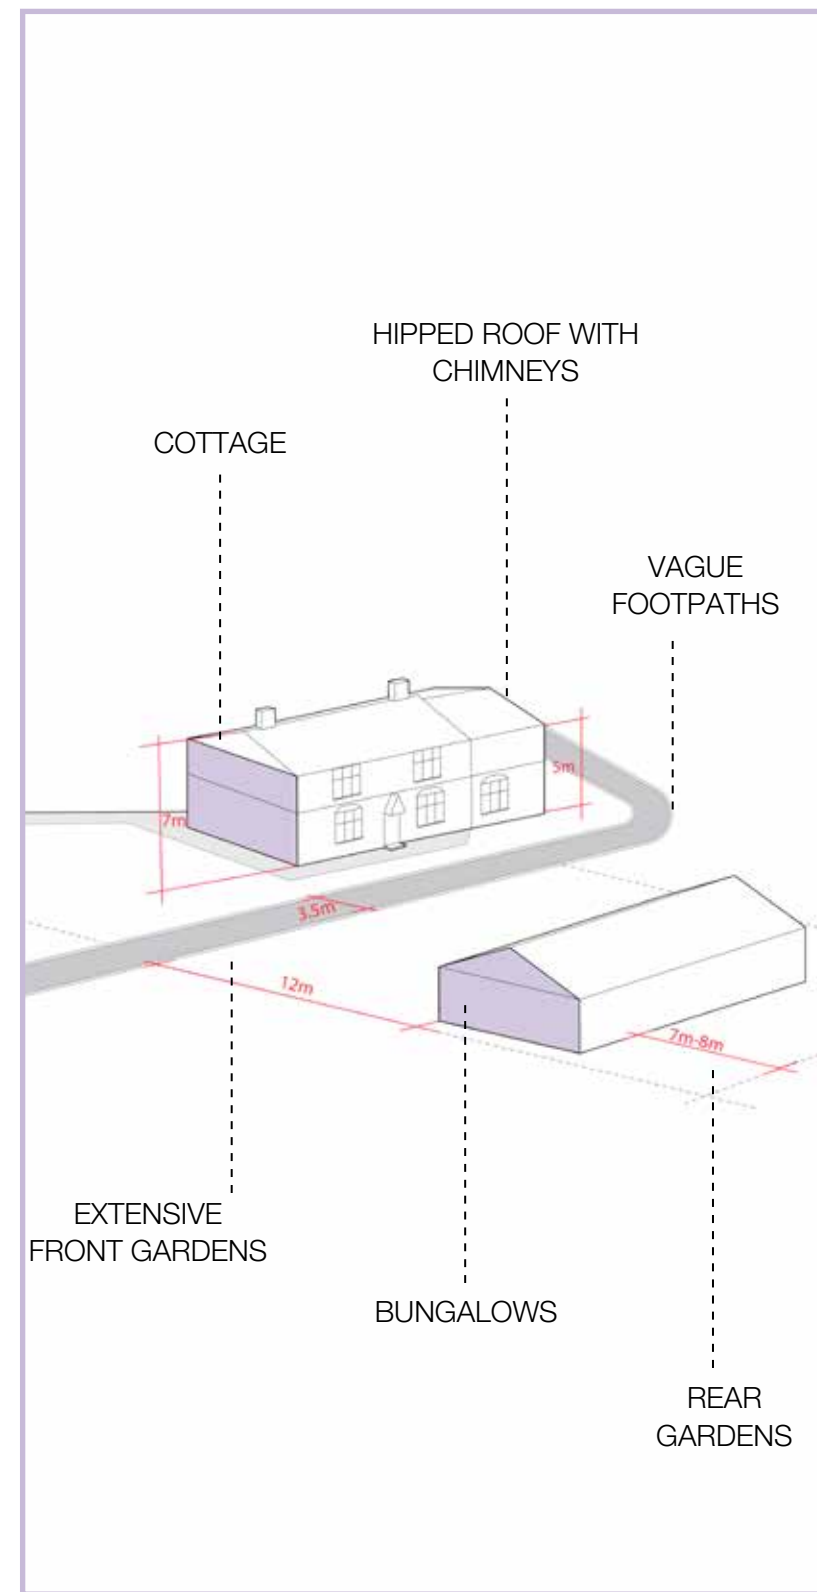 HIPPED ROOF WITH
CHIMNEYS
COTTAGE
VAGUE
FOOTPATHS
5m
7m
3.5m
12m
7m-8m
EXTENSIVE
FRONT GARDENS
BUNGALOWS
REAR
GARDENS